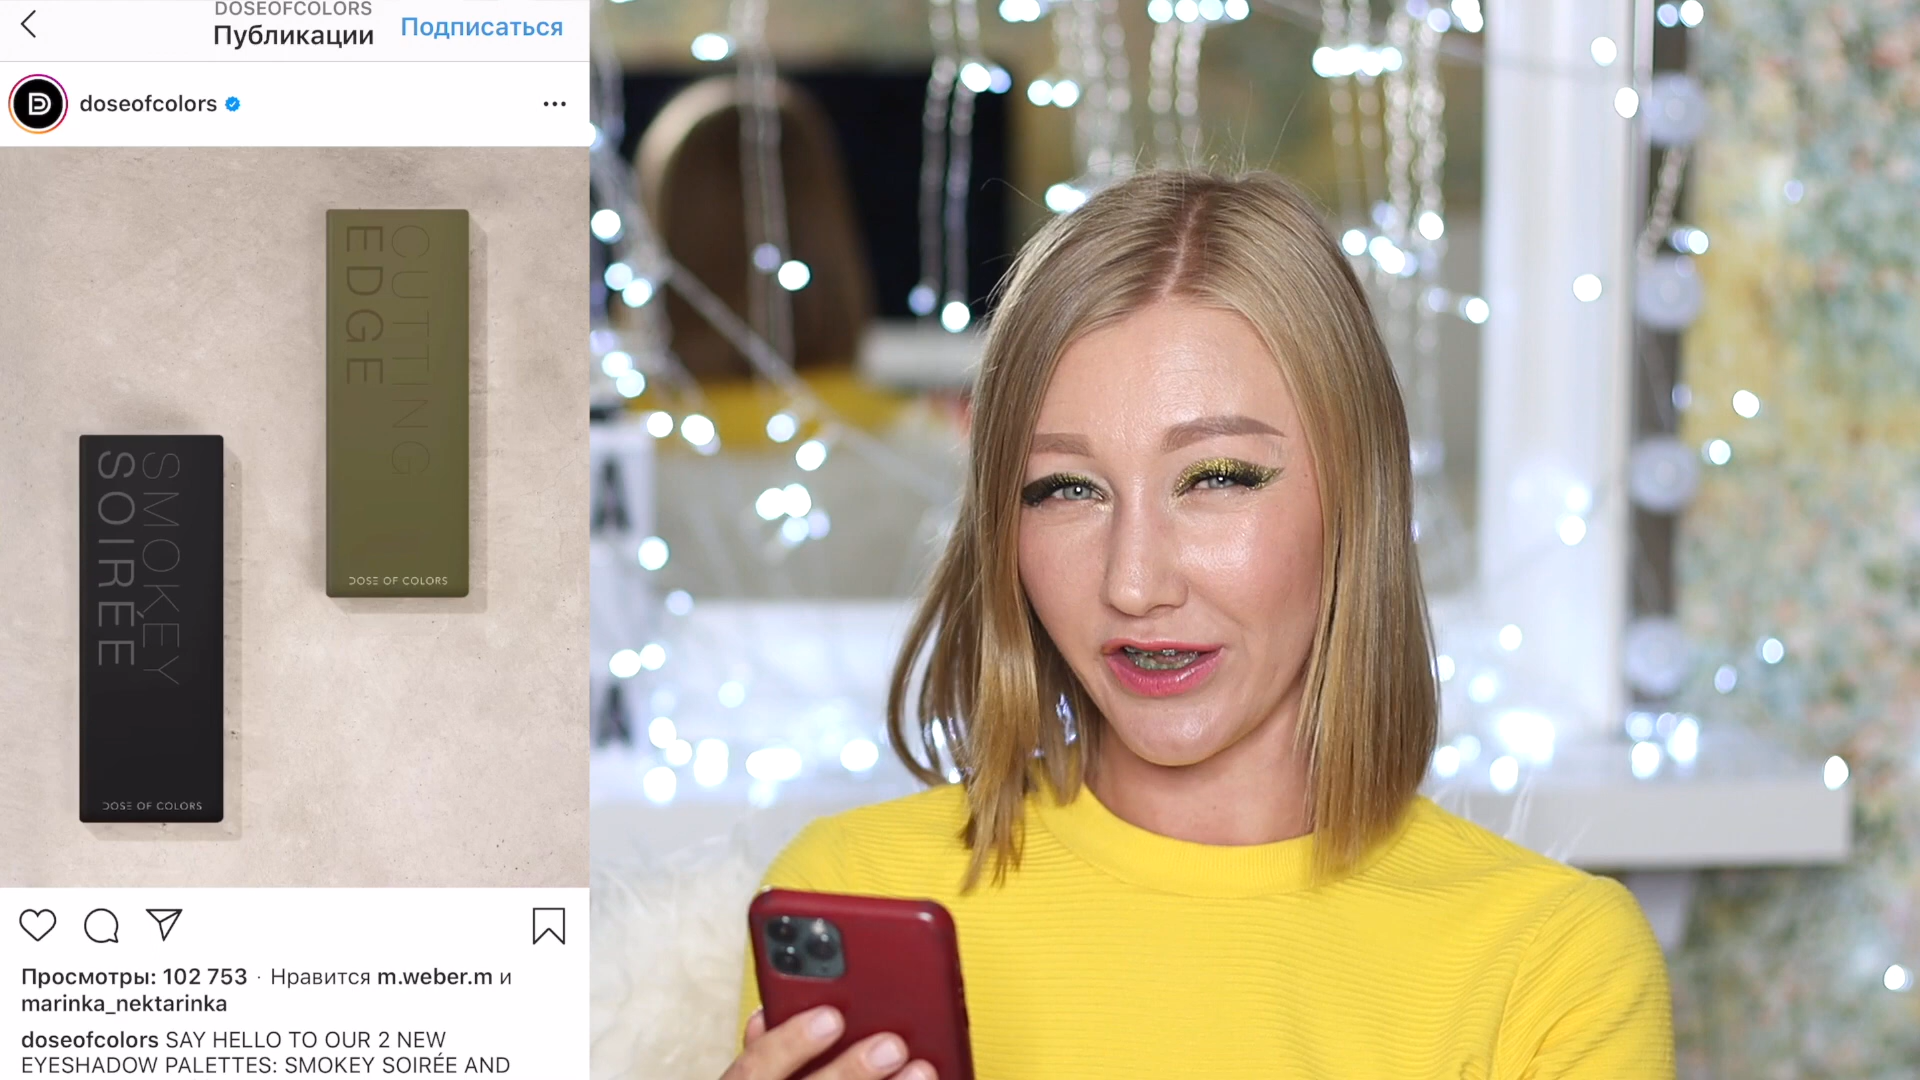 DOSEOFCOLORS
Публикации
Подписаться
doseofcolors
CUTTING
EDGE
DOSE OF COLORS
SMOKEY
SOIRÉE
DOSE OF COLORS
Просмотры: 102 753 · Нравится m.weber.m и
marinka_nektarinka
doseofcolors SAY HELLO TO OUR 2 NEW
EYESHADOW PALETTES: SMOKEY SOIRÉE AND